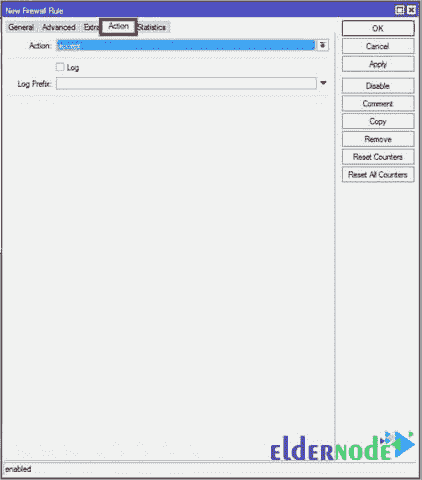 New Firewall Rule
General Advanced Extra Action Statistics
Action: accept
Log
Log Prefix:
OK
Cancel
Apply
Disable
Comment
Copy
Remove
Reset Counters
Reset All Counters
ELDERNODE
enabled